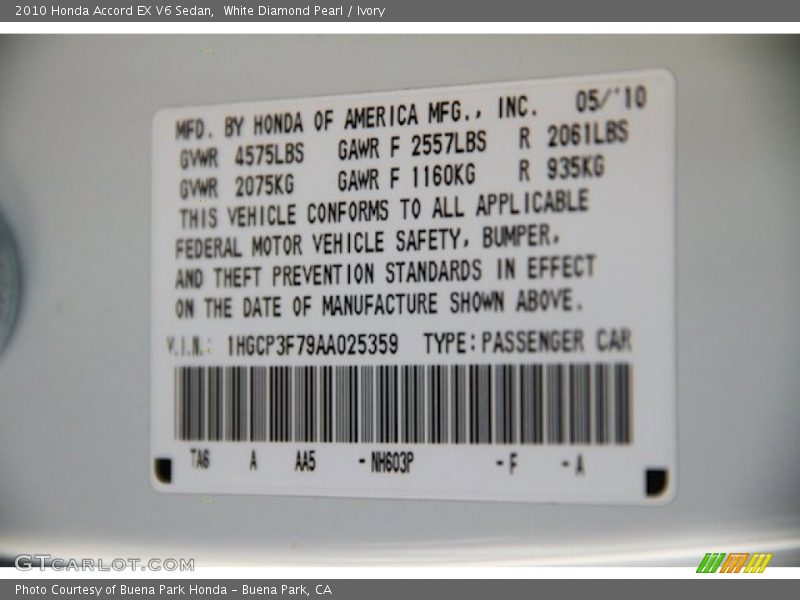 2010 Honda Accord EX V6 Sedan,  White Diamond Pearl / Ivory
MFD. BY HONDA OF AMERICA MFG., INC. 05/'10
GVWR 4575LBS GAWR F 2557LBS R 2061LBS
GVWR 2075KG GAWR F 1160KG R 935KG
THIS VEHICLE CONFORMS TO ALL APPLICABLE
FEDERAL MOTOR VEHICLE SAFETY, BUMPER,
AND THEFT PREVENTION STANDARDS IN EFFECT
ON THE DATE OF MANUFACTURE SHOWN ABOVE.
V.I.N.: 1HGCP3F79AA025359 TYPE: PASSENGER CAR
TA6 A AA5 -NH603P -F -A
GTCARLOT.COM
Photo Courtesy of Buena Park Honda - Buena Park, CA